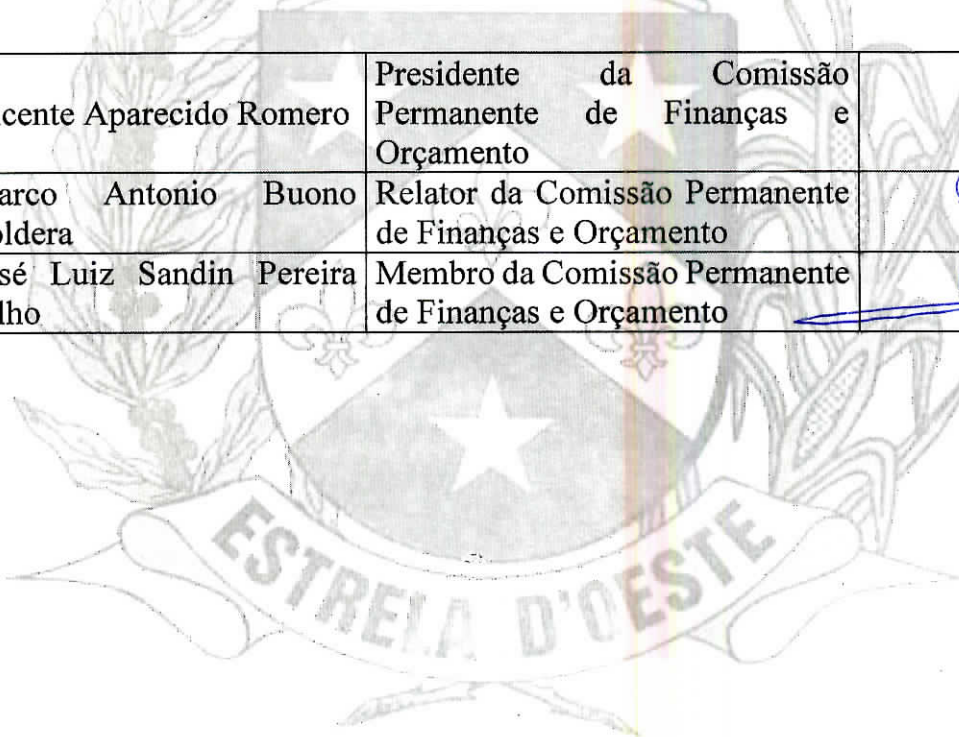 icente Aparecido Romero
Presidente da Comissão
Permanente de Finanças e
Orçamento
arco Antonio Buono
oldera
Relator da Comissão Permanente
de Finanças e Orçamento
sé Luiz Sandin Pereira
lho
Membro da Comissão Permanente
de Finanças e Orçamento
ESTRELA D'OESTE